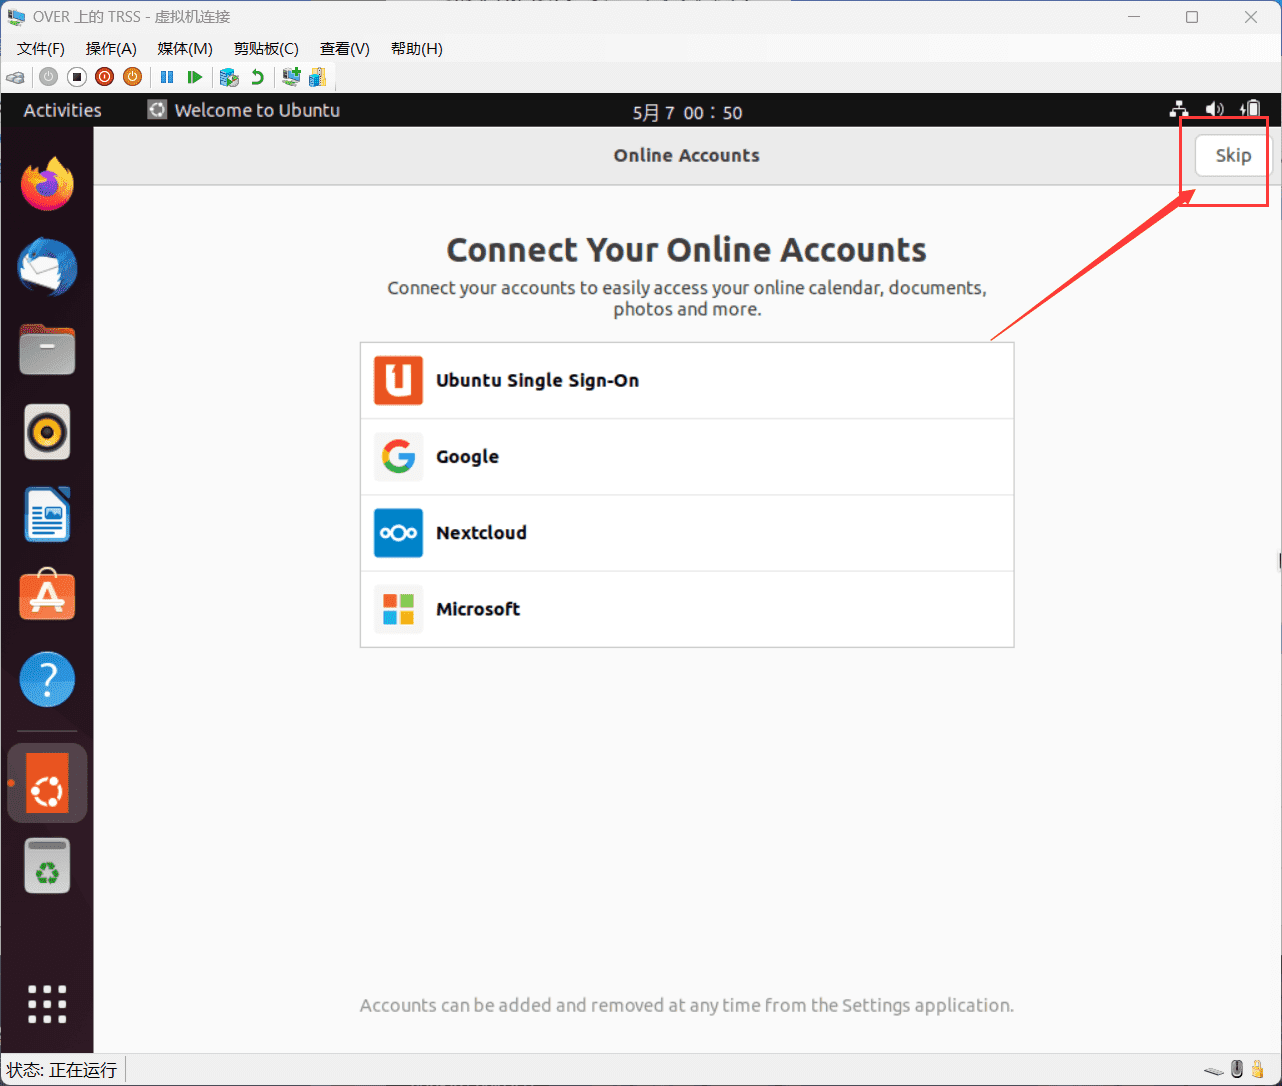 OVER 上的 TRSS - 虚拟机连接
文件(F) 操作(A) 媒体(M) 剪贴板(C) 查看(V) 帮助(H)
Activities Welcome to Ubuntu 5月 7 00：50
Online Accounts Skip
Connect Your Online Accounts
Connect your accounts to easily access your online calendar, documents,
photos and more.
Ubuntu Single Sign-On
Google
Nextcloud
Microsoft
Accounts can be added and removed at any time from the Settings application.
状态: 正在运行